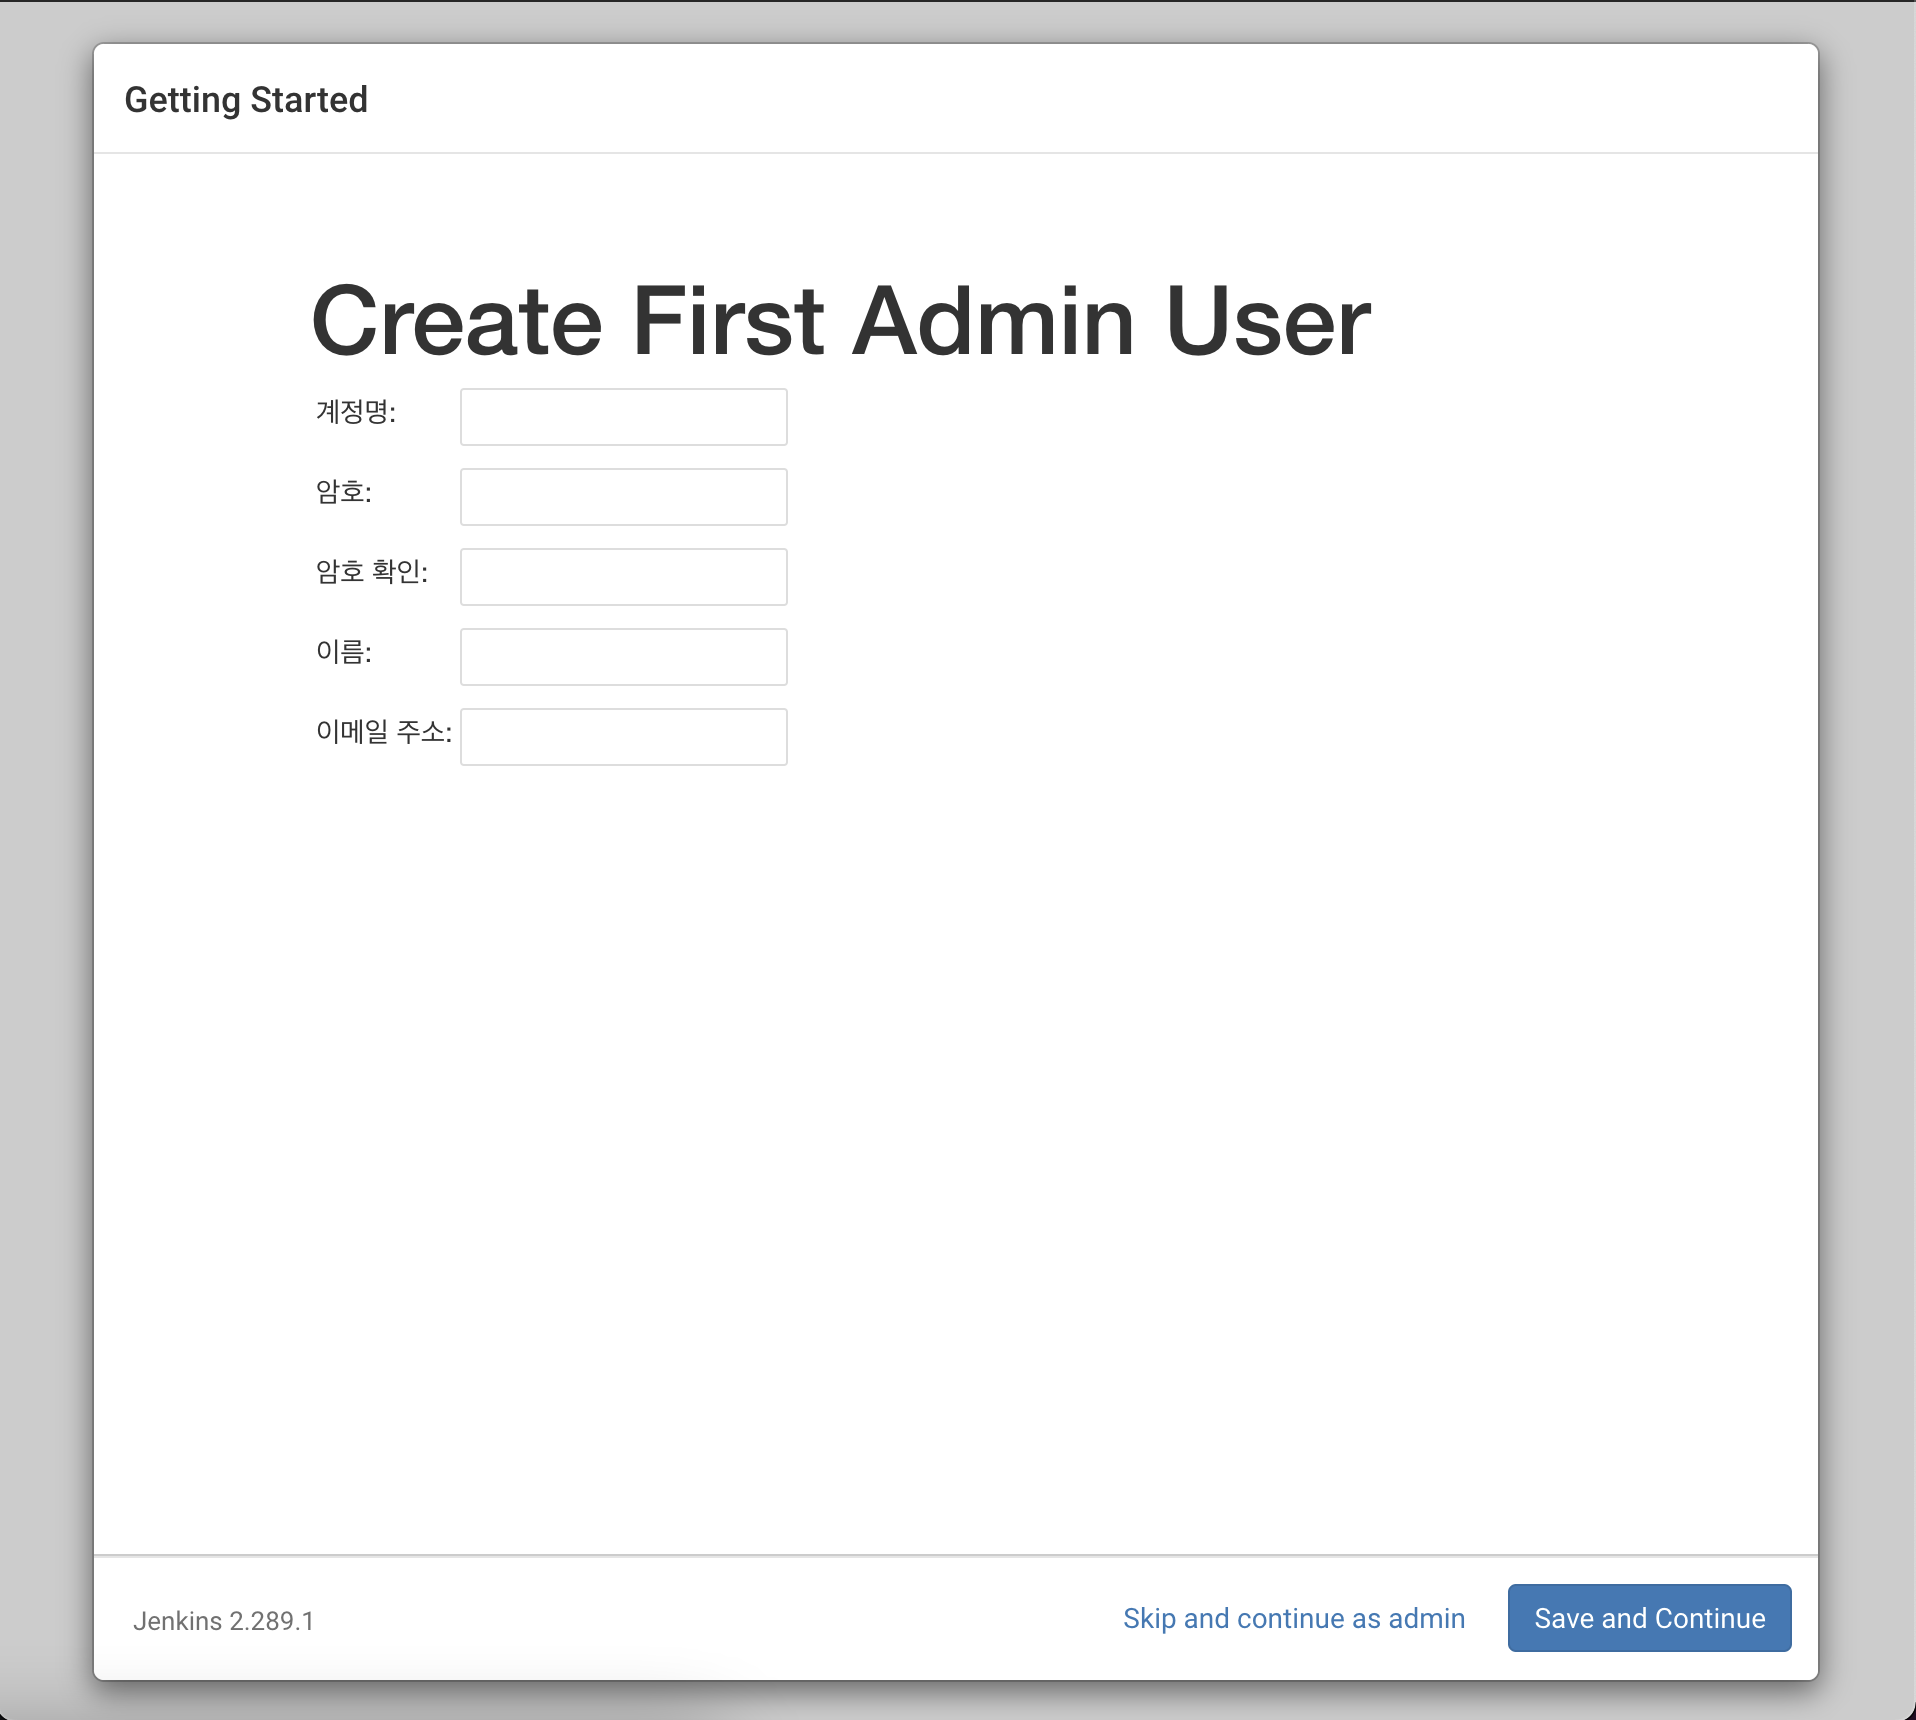 Getting Started
Create First Admin User
계정명:
암호:
암호 확인:
이름:
이메일 주소:
Jenkins 2.289.1
Skip and continue as admin
Save and Continue